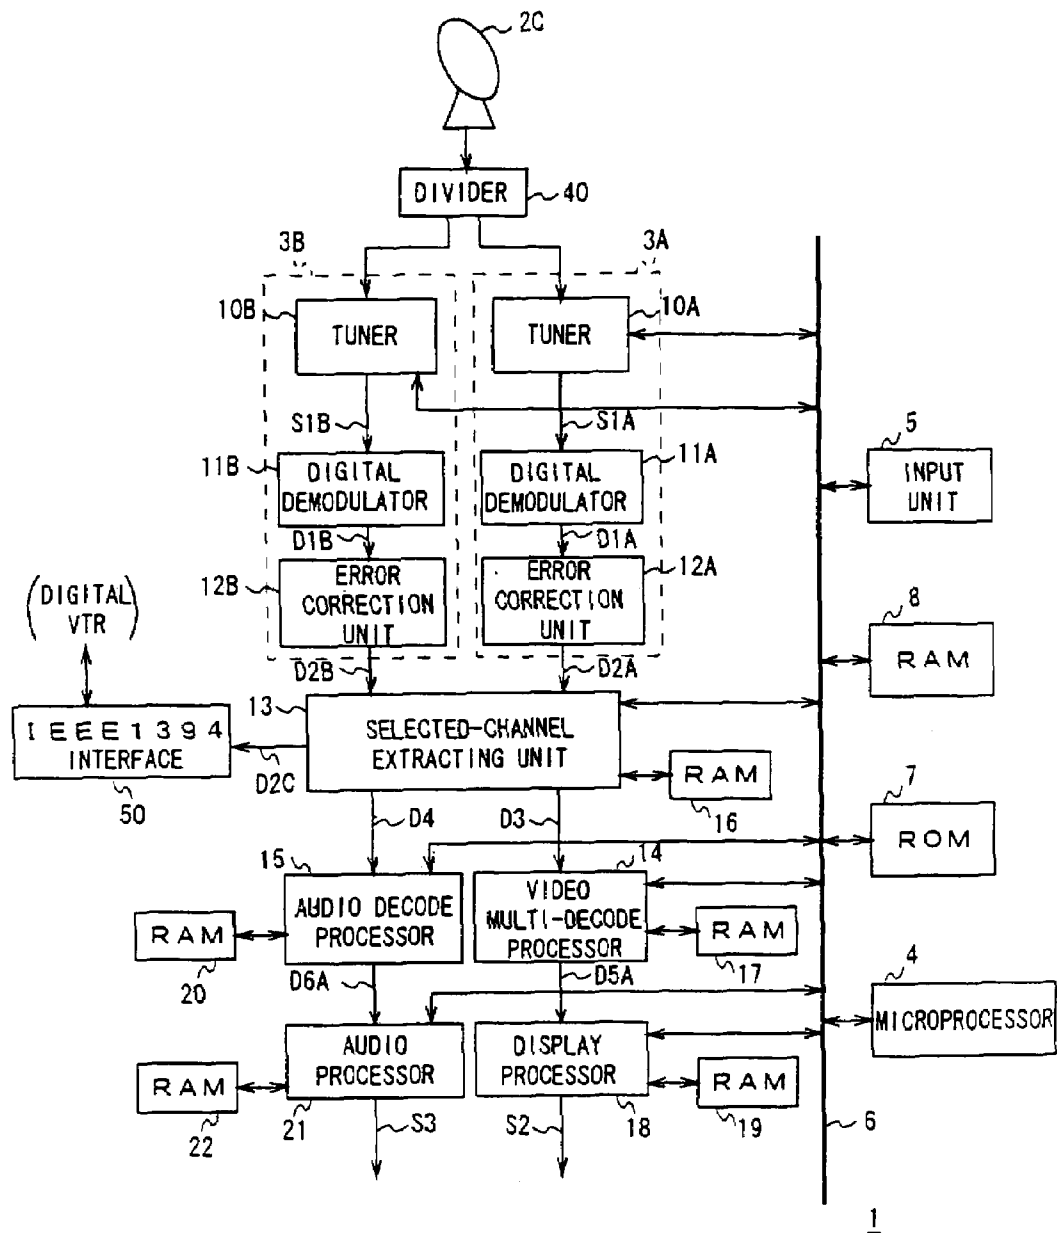 2C
DIVIDER
40
3B
3A
10B
TUNER
TUNER
10A
S1B
S1A
5
11B
DIGITAL
DEMODULATOR
DIGITAL
DEMODULATOR
11A
INPUT
UNIT
D1B
D1A
(DIGITAL
VTR)
12B
ERROR
CORRECTION
UNIT
ERROR
CORRECTION
UNIT
12A
8
RAM
D2B
D2A
13
IEEE1394
INTERFACE
SELECTED-CHANNEL
EXTRACTING UNIT
D2C
RAM
50
16
7
D4
D3
ROM
15
14
AUDIO DECODE
PROCESSOR
VIDEO
MULTI-DECODE
PROCESSOR
RAM
RAM
20
D6A
D5A
17
4
MICROPROCESSOR
AUDIO
PROCESSOR
DISPLAY
PROCESSOR
RAM
RAM
22
21
S3
S2
18
19
6
1